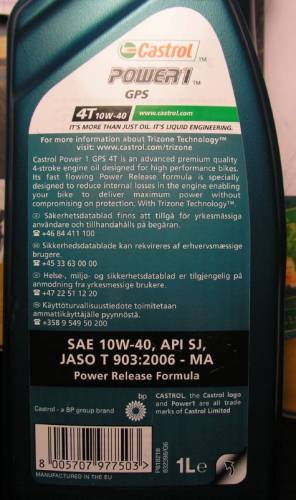 Castrol
POWER1™
GPS
4T 10W-40 www.castrol.com
IT'S MORE THAN JUST OIL. IT'S LIQUID ENGINEERING.
For more information about Trizone Technology™
visit: www.castrol.com/trizone
Castrol Power 1 GPS 4T is an advanced premium quality
4-stroke engine oil designed for high performance bikes.
Its fast flowing Power Release formula is specially
designed to reduce internal losses in the engine enabling
your bike to deliver maximum power without
compromising on protection. With Trizone Technology™.
Säkerhetsdatablad finns att tillgå för yrkesmässiga
användare och tillhandahålls på begäran.
☎ +46 84 411 100
Sikkerhedsdatablade kan rekvireres af erhvervsmæssige
brugere.
☎ +45 33 63 00 00
Helse-, miljø- og sikkerhetsdatablad er tilgjengelig på
anmodning fra yrkesmessige brukere.
☎ +47 22 51 12 20
Käyttöturvallisuustiedote toimitetaan
ammattikäyttäjälle pyynnöstä.
☎ +358 9 549 50 200
SAE 10W-40, API SJ,
JASO T 903:2006 - MA
Power Release Formula
bp
Castrol - a BP group brand
CASTROL, the Castrol logo
and Power1 are all trade
marks of Castrol Limited
8 005707 977503 >
MANUFACTURED IN THE EU
1L℮